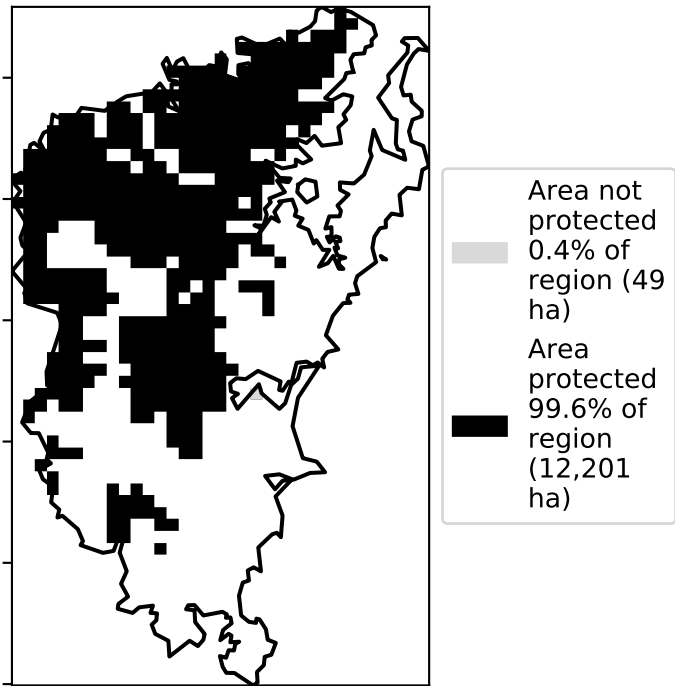 Area not
protected
0.4% of
region (49
ha)
Area
protected
99.6% of
region
(12,201
ha)